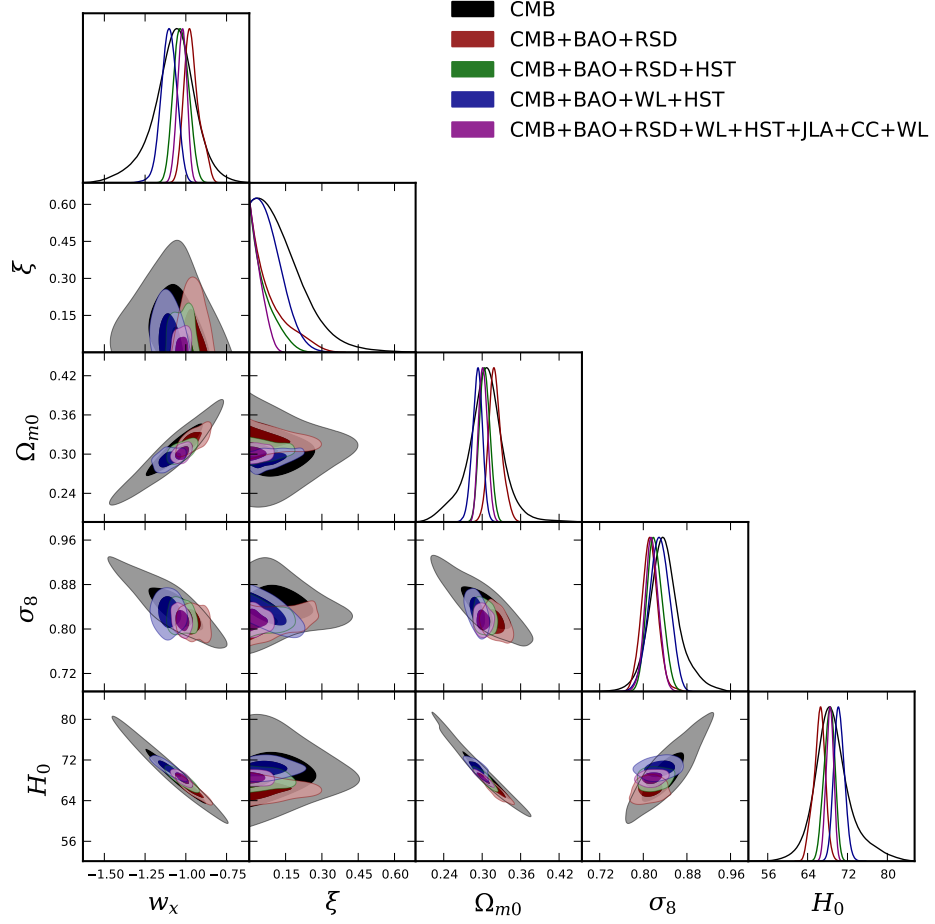 CMB
CMB+BAO+RSD
CMB+BAO+RSD+HST
CMB+BAO+WL+HST
CMB+BAO+RSD+WL+HST+JLA+CC+WL
ξ
0.60
0.45
0.30
0.15
Ω_{m0}
0.42
0.36
0.30
0.24
σ_8
0.96
0.88
0.80
0.72
H_0
80
72
64
56
−1.50 −1.25 −1.00 −0.75
0.15 0.30 0.45 0.60
0.24 0.30 0.36 0.42
0.72 0.80 0.88 0.96
56 64 72 80
w_x ξ Ω_{m0} σ_8 H_0